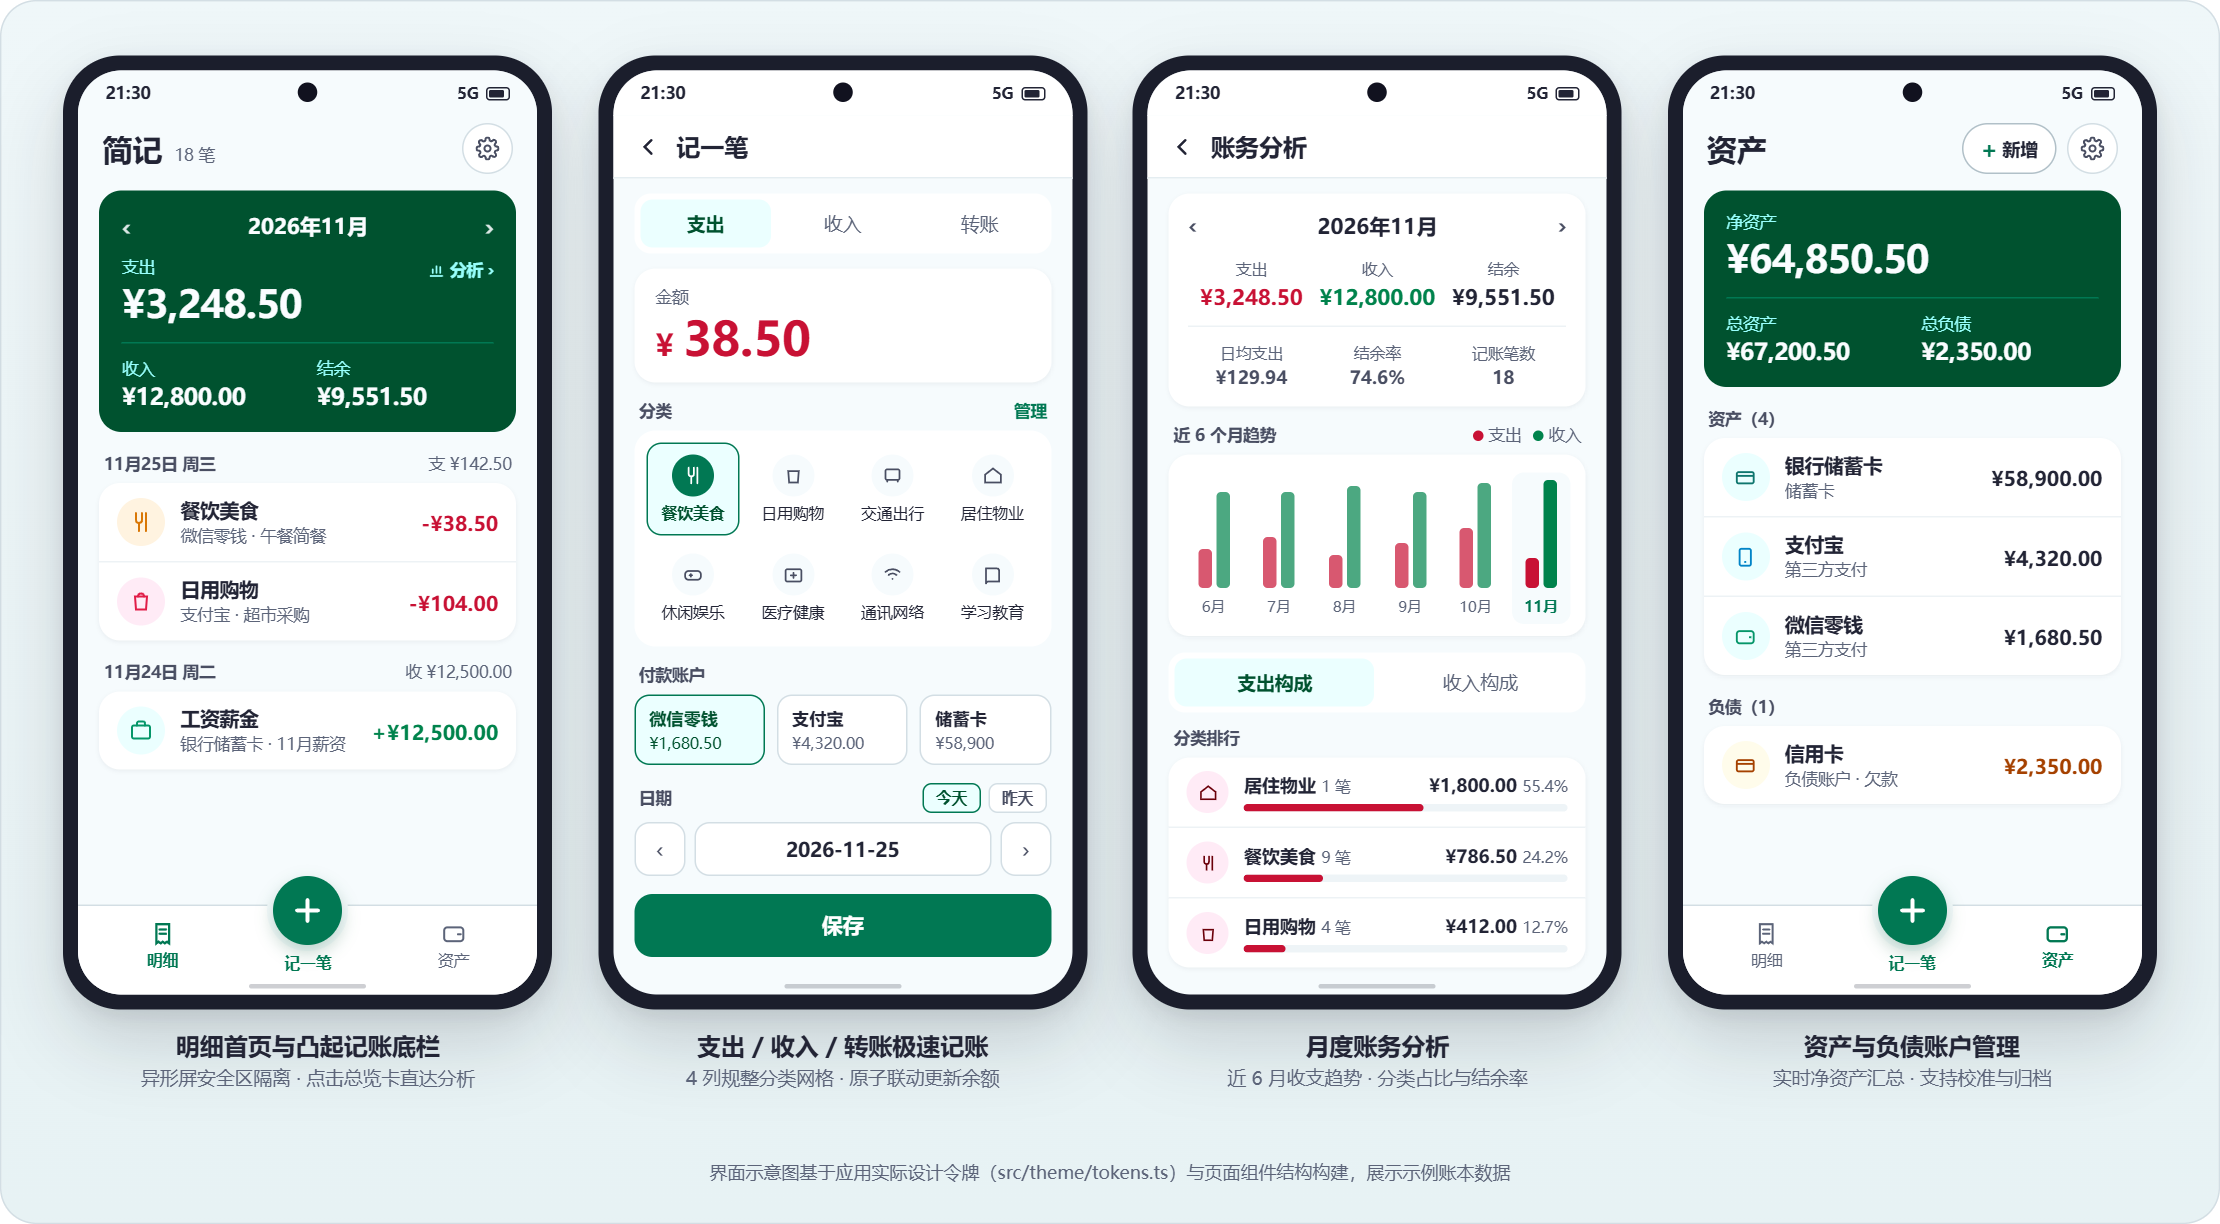 21:30
5G
简记 18 笔
‹ 2026年11月 ›
支出
分析 ›
¥3,248.50
收入 结余
¥12,800.00 ¥9,551.50
11月25日 周三 支 ¥142.50
餐饮美食
微信零钱 · 午餐简餐
-¥38.50
日用购物
支付宝 · 超市采购
-¥104.00
11月24日 周二 收 ¥12,500.00
工资薪金
银行储蓄卡 · 11月薪资
+¥12,500.00
明细 记一笔 资产
明细首页与凸起记账底栏
异形屏安全区隔离 · 点击总览卡直达分析
21:30
5G
记一笔
支出 收入 转账
金额
¥ 38.50
分类 管理
餐饮美食 日用购物 交通出行 居住物业
休闲娱乐 医疗健康 通讯网络 学习教育
付款账户
微信零钱 支付宝 储蓄卡
¥1,680.50 ¥4,320.00 ¥58,900
日期 今天 昨天
‹ 2026-11-25 ›
保存
支出 / 收入 / 转账极速记账
4 列规整分类网格 · 原子联动更新余额
21:30
5G
账务分析
‹ 2026年11月 ›
支出 收入 结余
¥3,248.50 ¥12,800.00 ¥9,551.50
日均支出 结余率 记账笔数
¥129.94 74.6% 18
近 6 个月趋势 支出 收入
6月 7月 8月 9月 10月 11月
支出构成 收入构成
分类排行
居住物业 1 笔 ¥1,800.00 55.4%
餐饮美食 9 笔 ¥786.50 24.2%
日用购物 4 笔 ¥412.00 12.7%
月度账务分析
近 6 月收支趋势 · 分类占比与结余率
21:30
5G
资产 + 新增
净资产
¥64,850.50
总资产 总负债
¥67,200.50 ¥2,350.00
资产（4）
银行储蓄卡
储蓄卡
¥58,900.00
支付宝
第三方支付
¥4,320.00
微信零钱
第三方支付
¥1,680.50
负债（1）
信用卡
负债账户 · 欠款
¥2,350.00
明细 记一笔 资产
资产与负债账户管理
实时净资产汇总 · 支持校准与归档
界面示意图基于应用实际设计令牌（src/theme/tokens.ts）与页面组件结构构建，展示示例账本数据